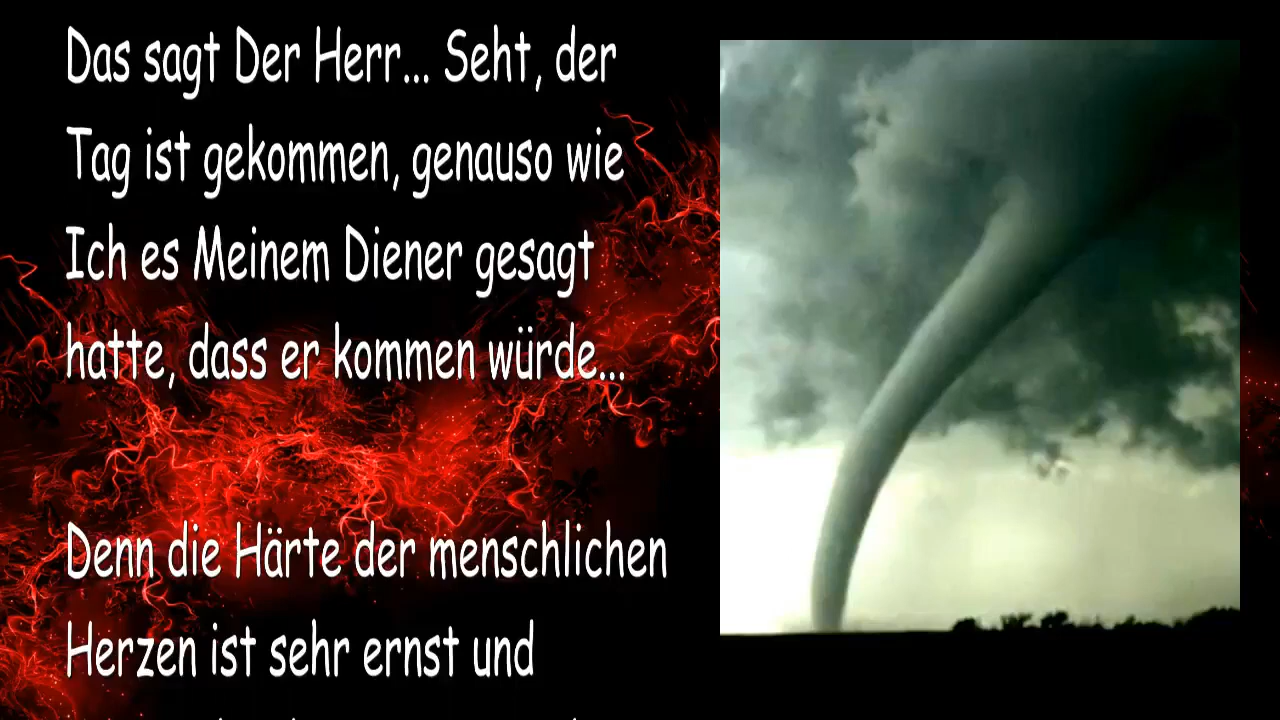 Das sagt Der Herr... Seht, der
Tag ist gekommen, genauso wie
Ich es Meinem Diener gesagt
hatte, dass er kommen würde...
Denn die Härte der menschlichen
Herzen ist sehr ernst und